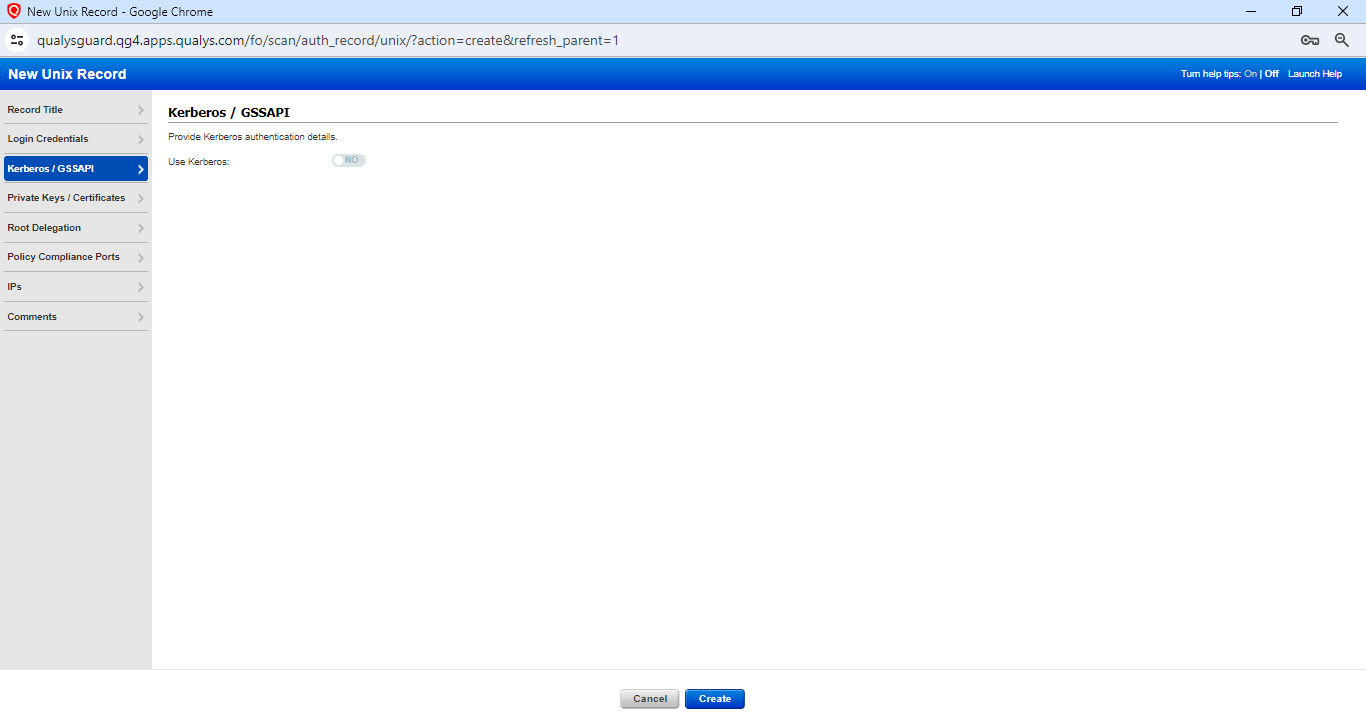 New Unix Record - Google Chrome
qualysguard.qg4.apps.qualys.com/fo/scan/auth_record/unix/?action=create&refresh_parent=1
New Unix Record
Turn help tips: On | Off Launch Help
Record Title
Login Credentials
Kerberos / GSSAPI
Private Keys / Certificates
Root Delegation
Policy Compliance Ports
IPs
Comments
Kerberos / GSSAPI
Provide Kerberos authentication details.
Use Kerberos: NO
Cancel Create